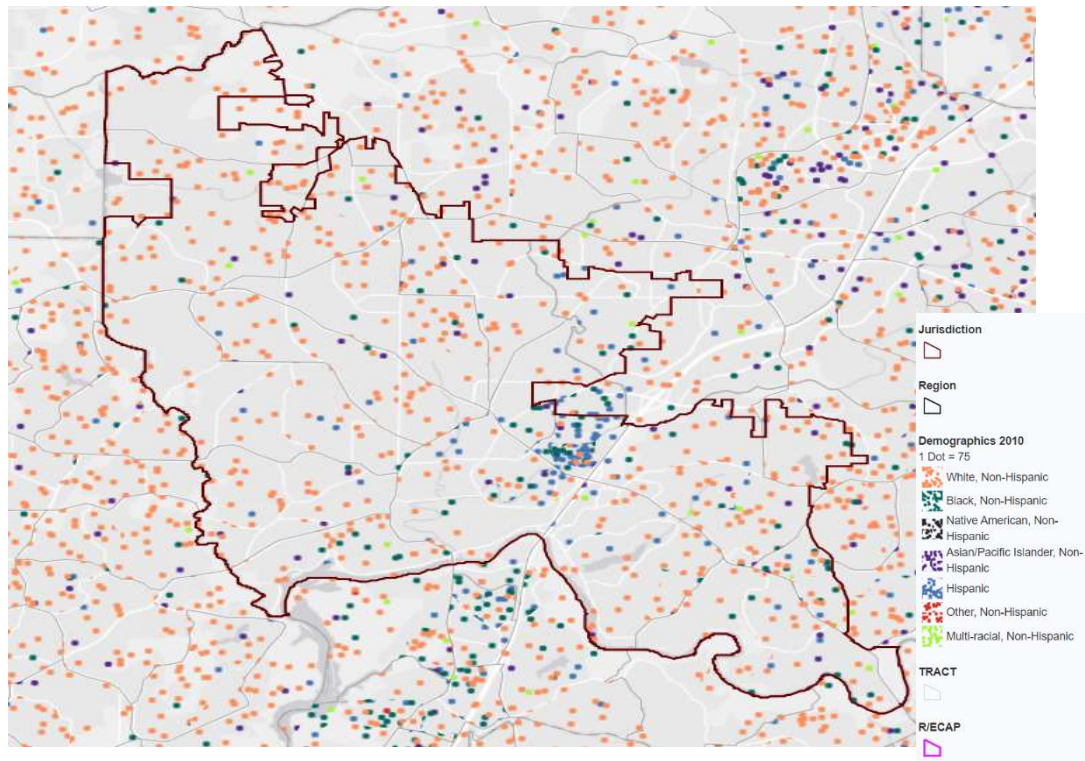 Jurisdiction
Region
Demographics 2010
1 Dot = 75
White, Non-Hispanic
Black, Non-Hispanic
Native American, Non-
Hispanic
Asian/Pacific Islander, Non-
Hispanic
Hispanic
Other, Non-Hispanic
Multi-racial, Non-Hispanic
TRACT
R/ECAP